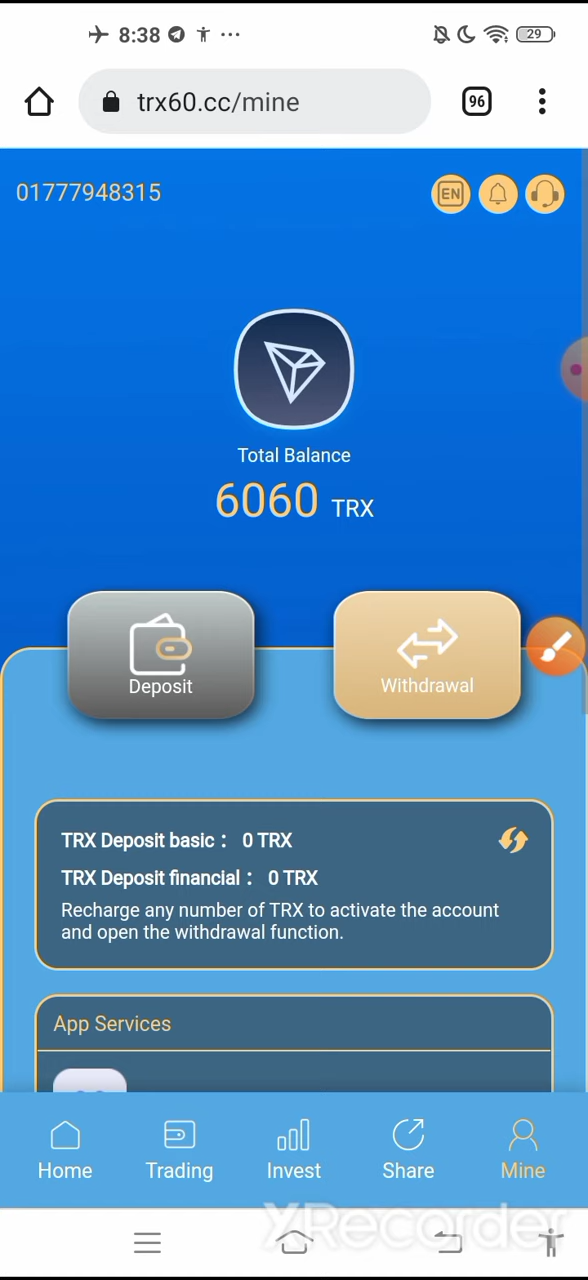 8:38 29
trx60.cc/mine 96
01777948315 EN
Total Balance
6060 TRX
Deposit Withdrawal
TRX Deposit basic： 0 TRX
TRX Deposit financial： 0 TRX
Recharge any number of TRX to activate the account
and open the withdrawal function.
App Services
Home Trading Invest Share Mine
XRecorder